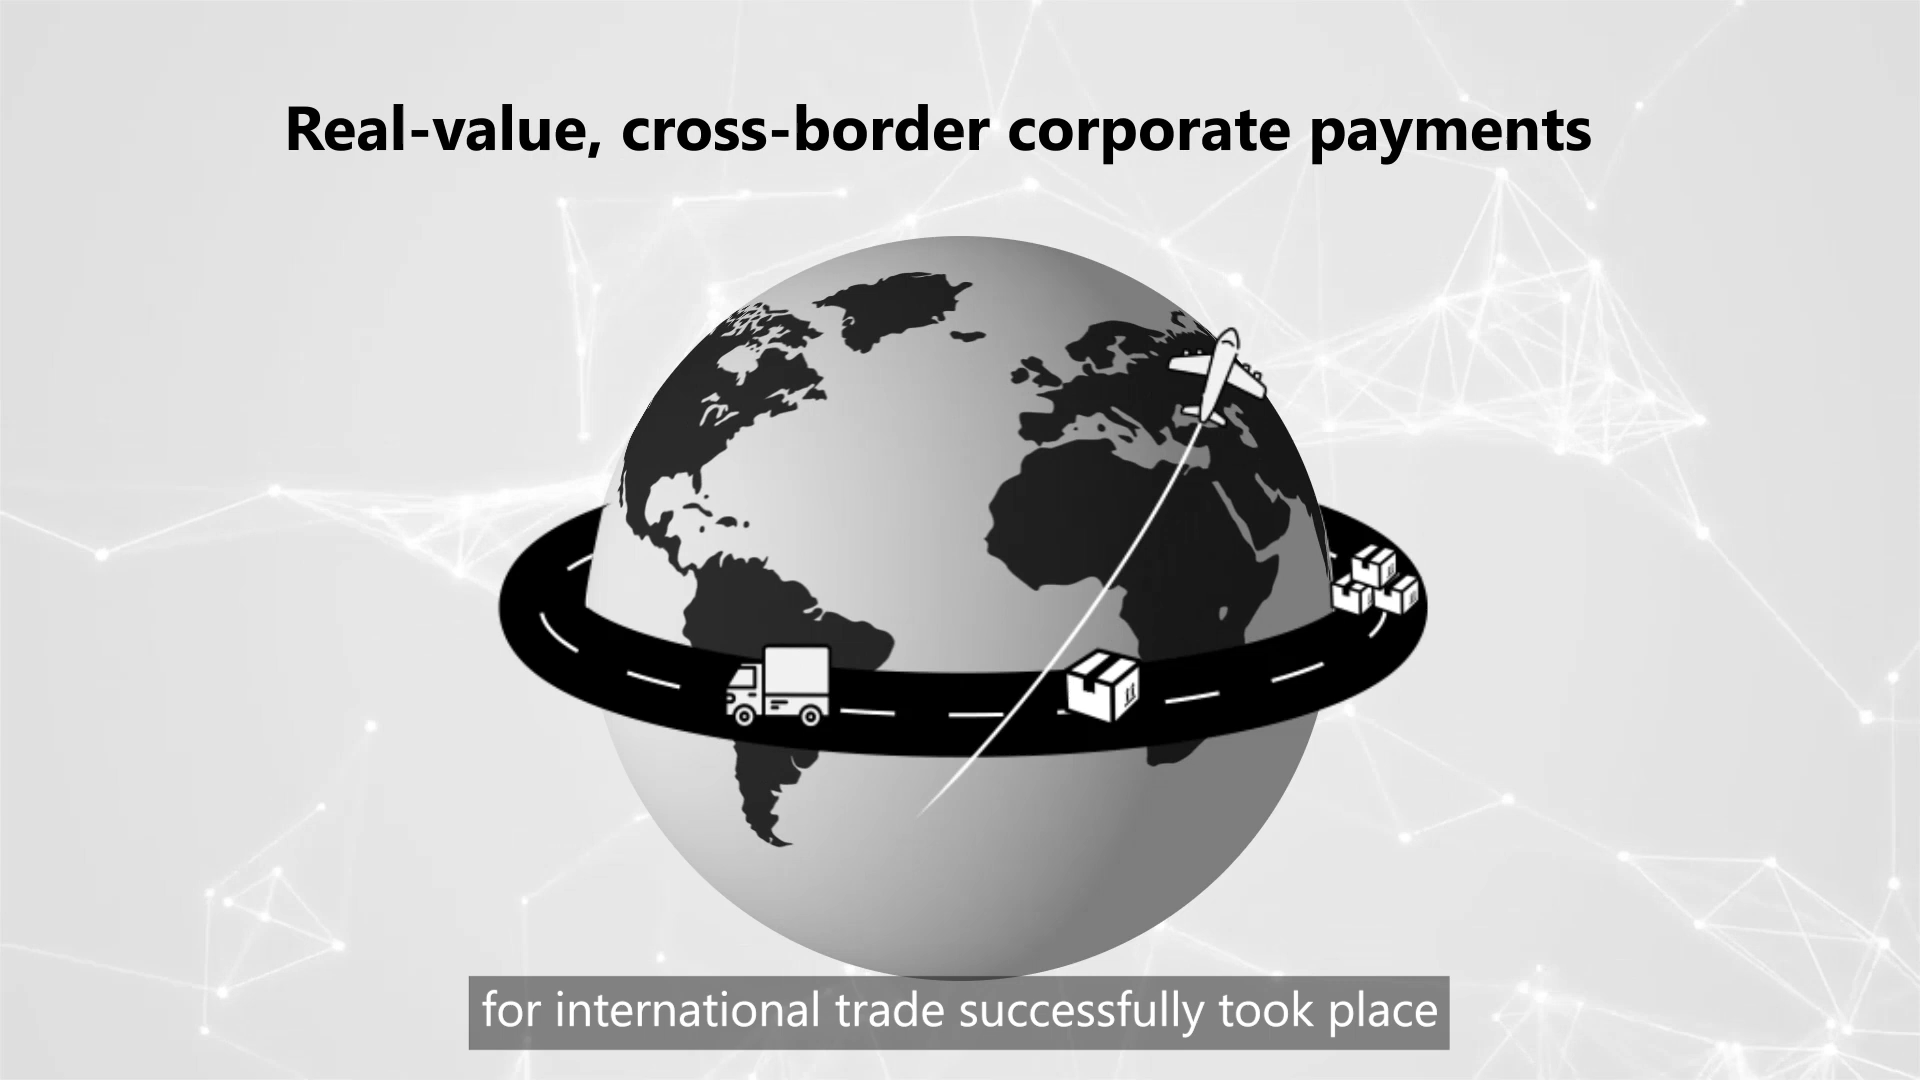 Real-value, cross-border corporate payments
for international trade successfully took place